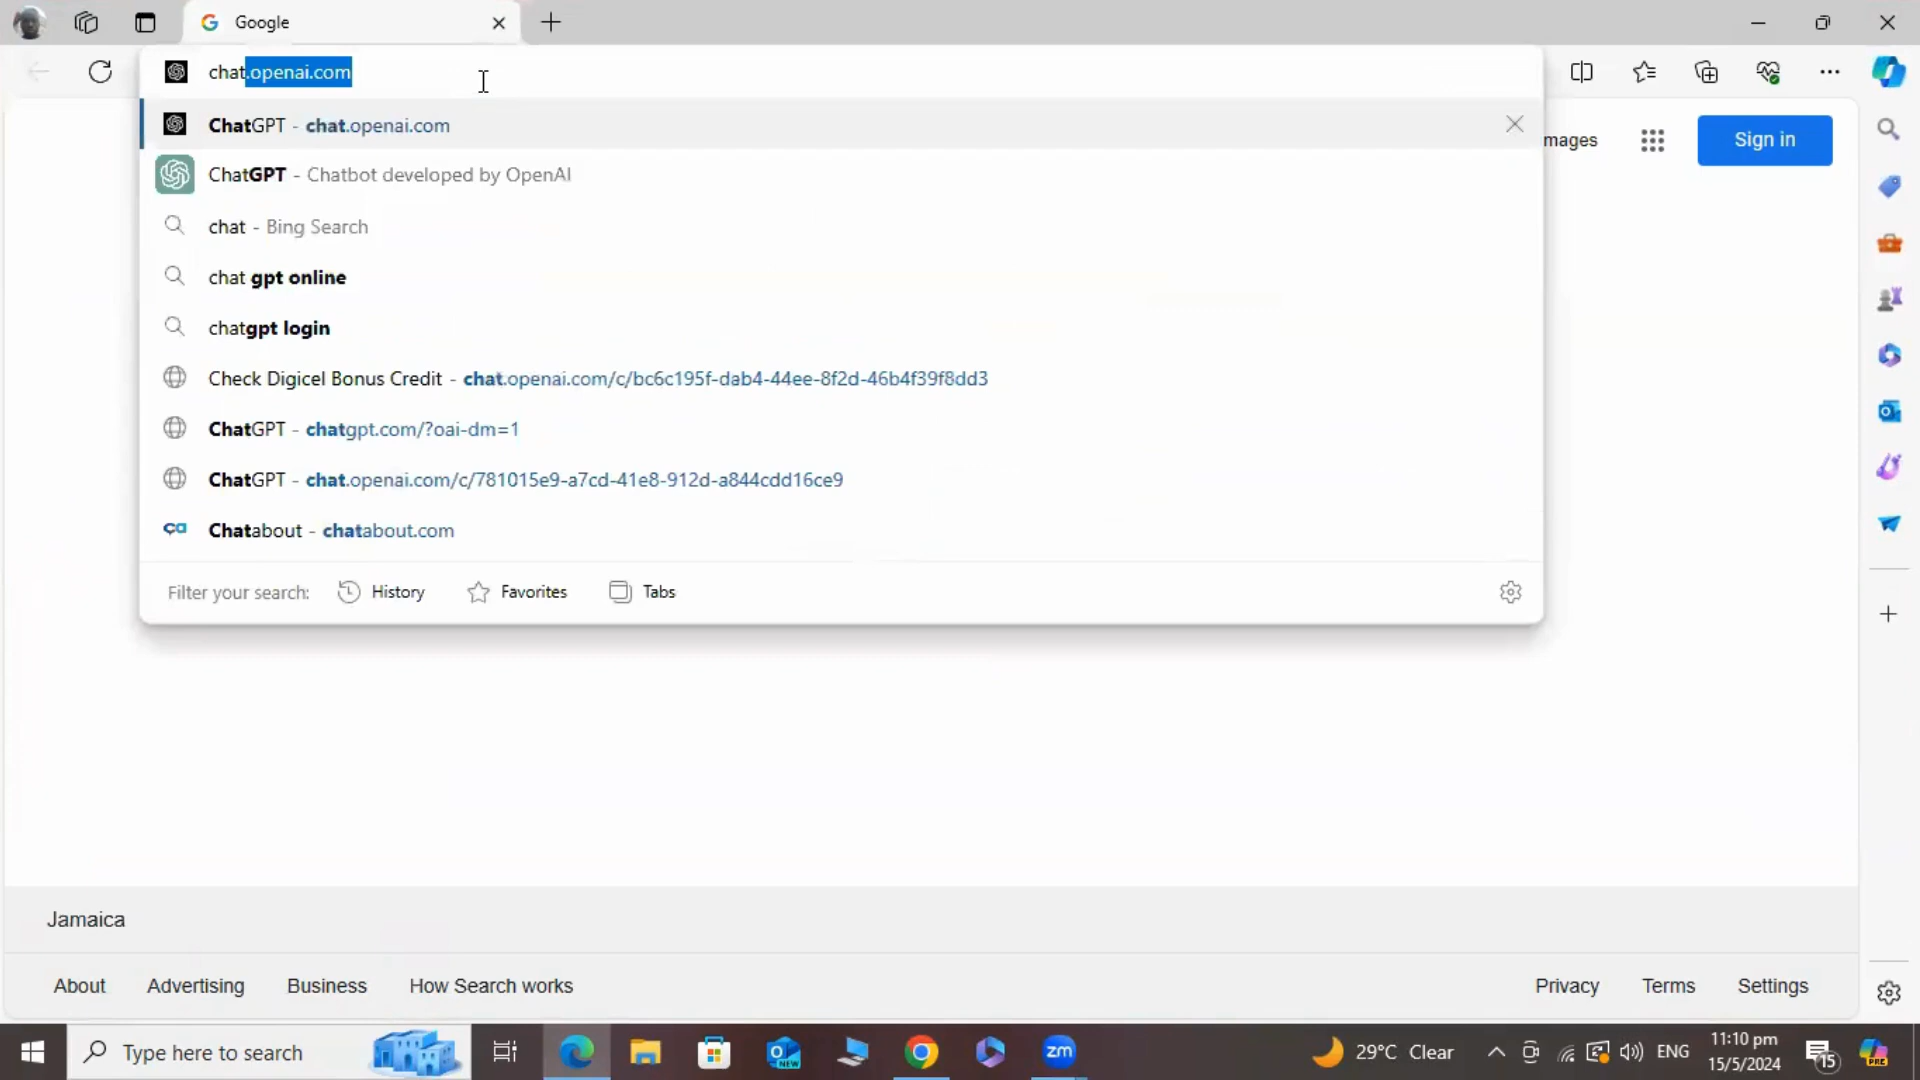 Google
chat.openai.com
ChatGPT - chat.openai.com
ChatGPT - Chatbot developed by OpenAI
chat - Bing Search
chat gpt online
chatgpt login
Check Digicel Bonus Credit - chat.openai.com/c/bc6c195f-dab4-44ee-8f2d-46b4f39f8dd3
ChatGPT - chatgpt.com/?oai-dm=1
ChatGPT - chat.openai.com/c/781015e9-a7cd-41e8-912d-a844cdd16ce9
Chatabout - chatabout.com
Filter your search: History Favorites Tabs
mages
Sign in
Jamaica
About Advertising Business How Search works Privacy Terms Settings
Type here to search
NEW
zm
29°C Clear
ENG
11:10 pm
15/5/2024
15
PRE